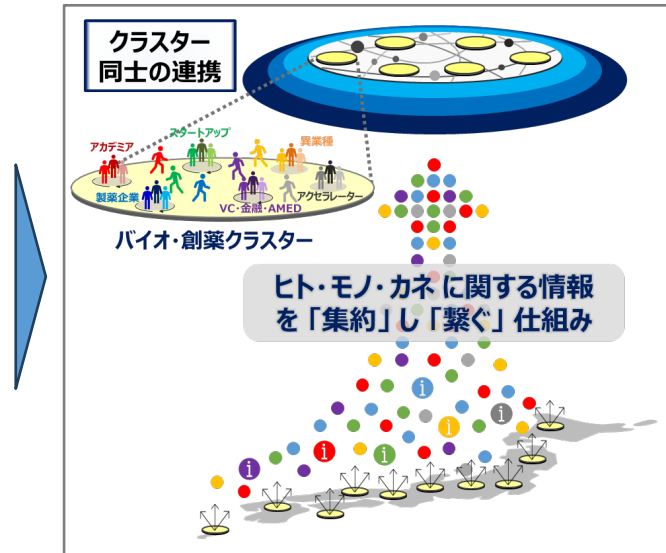 クラスター
同士の連携
アカデミア
スタートアップ
異業種
製薬企業
VC・金融・AMED
アクセラレーター
バイオ・創薬クラスター
ヒト・モノ・カネ に関する情報
を 「集約」 し 「繋ぐ」 仕組み
i
i
i
i
i
i